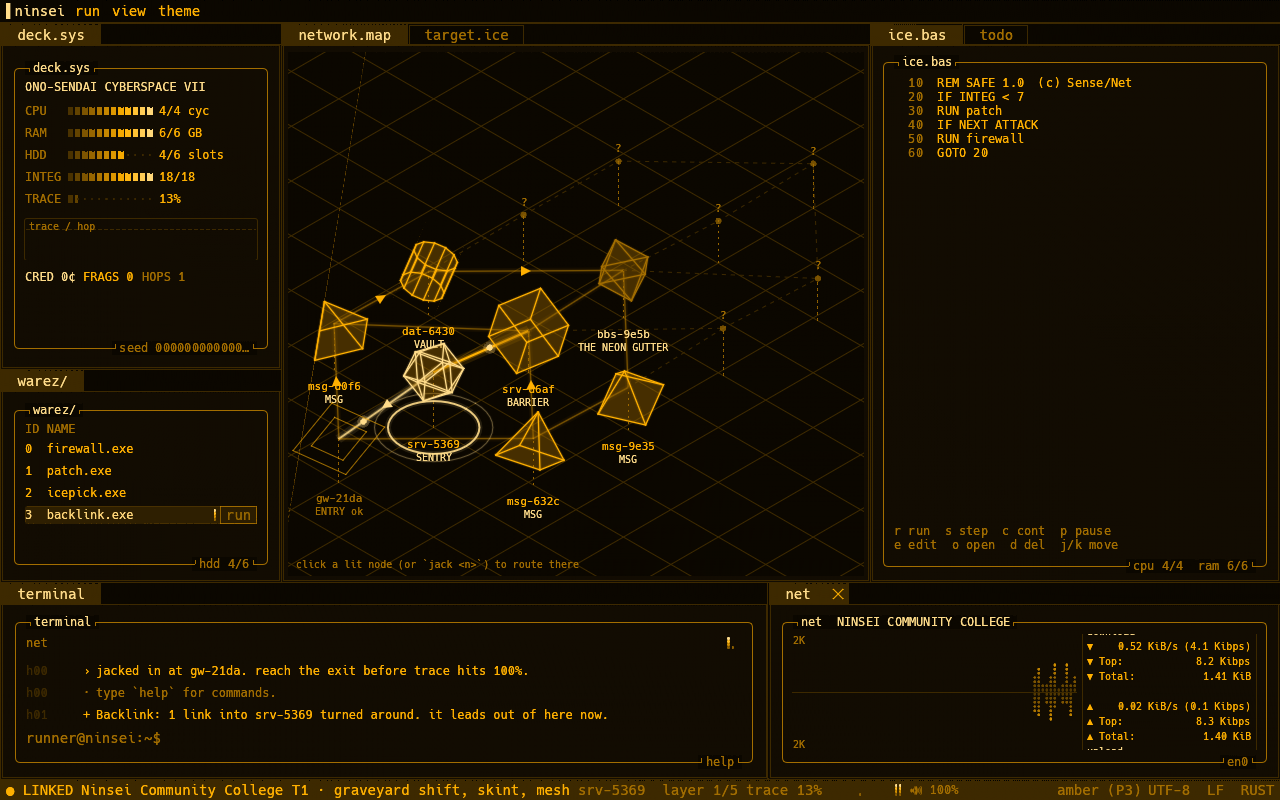 ninsei run view theme
deck.sys
network.map target.ice
ice.bas todo
deck.sys
ONO-SENDAI CYBERSPACE VII
CPU 4/4 cyc
RAM 6/6 GB
HDD 4/6 slots
INTEG 18/18
TRACE 13%
trace / hop
CRED 0¢ FRAGS 0 HOPS 1
seed 000000000000…
warez/
warez/
ID NAME
0 firewall.exe
1 patch.exe
2 icepick.exe
3 backlink.exe run
hdd 4/6
?
?
?
?
?
?
dat-6430
VAULT
bbs-9e5b
THE NEON GUTTER
msg-d0f6
MSG
BARRIER
srv-5369
SENTRY
msg-9e35
MSG
gw-21da
ENTRY ok
msg-632c
MSG
click a lit node (or `jack <n>`) to route there
ice.bas
10 REM SAFE 1.0 (c) Sense/Net
20 IF INTEG < 7
30 RUN patch
40 IF NEXT ATTACK
50 RUN firewall
60 GOTO 20
r run s step c cont p pause
e edit o open d del j/k move
cpu 4/4 ram 6/6
terminal
terminal
net
h00 › jacked in at gw-21da. reach the exit before trace hits 100%.
h00 · type `help` for commands.
h01 + Backlink: 1 link into srv-5369 turned around. it leads out of here now.
runner@ninsei:~$
help
net
net NINSEI COMMUNITY COLLEGE
2K
2K
▼ 0.52 KiB/s (4.1 Kibps)
▼ Top: 8.2 Kibps
▼ Total: 1.41 KiB
▲ 0.02 KiB/s (0.1 Kibps)
▲ Top: 8.3 Kibps
▲ Total: 1.40 KiB
en0
● LINKED Ninsei Community College T1 · graveyard shift, skint, mesh srv-5369 layer 1/5 trace 13% . 100% amber (P3) UTF-8 LF RUST